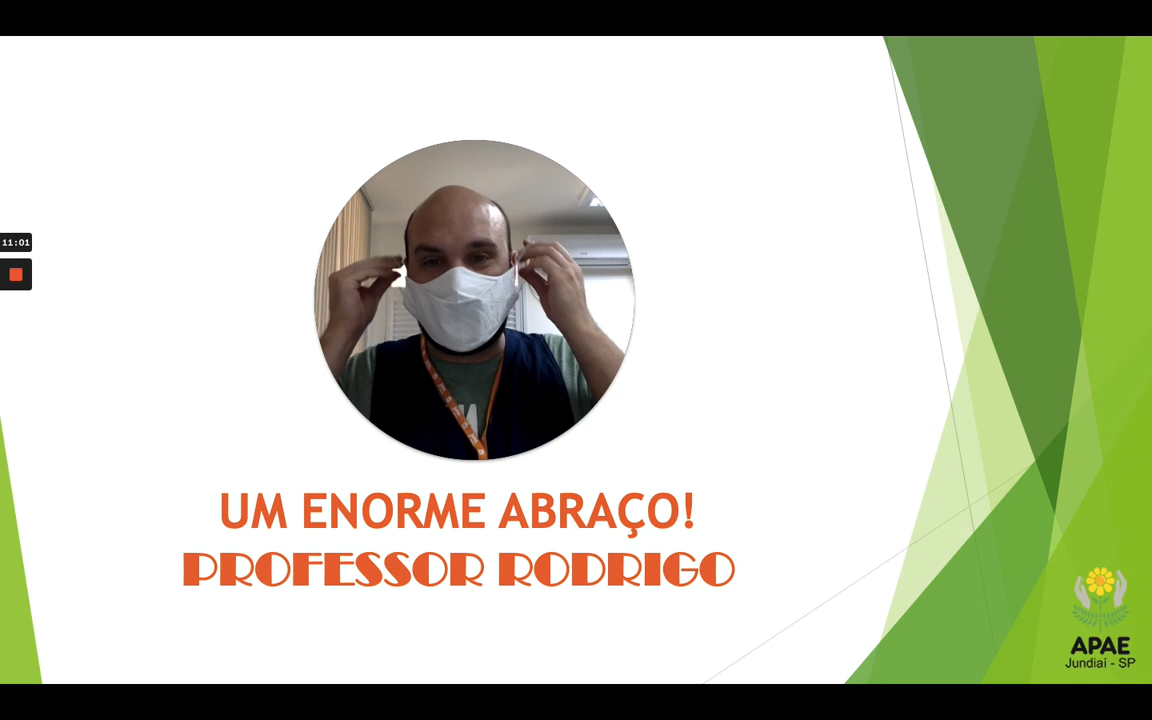 11:01
UM ENORME ABRAÇO!
PROFESSOR RODRIGO
APAE
Jundiaí - SP